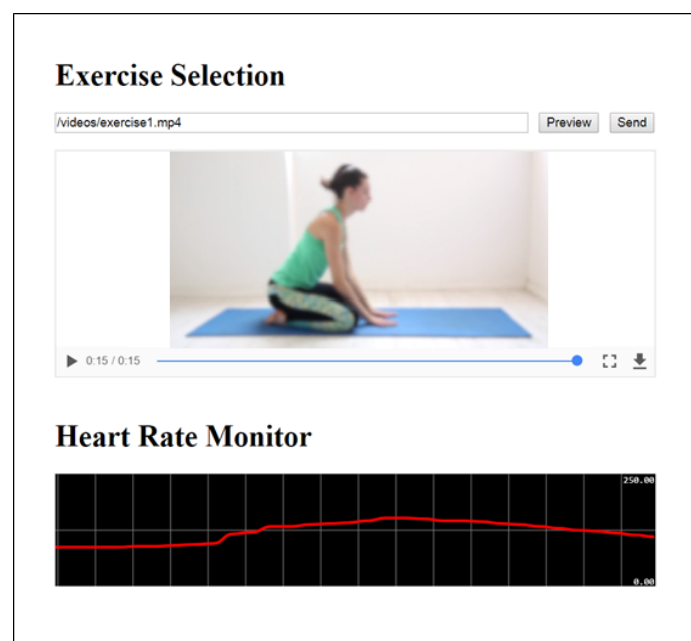 Exercise Selection
/videos/exercise1.mp4 Preview Send
0:15 / 0:15
Heart Rate Monitor
250.00
0.00